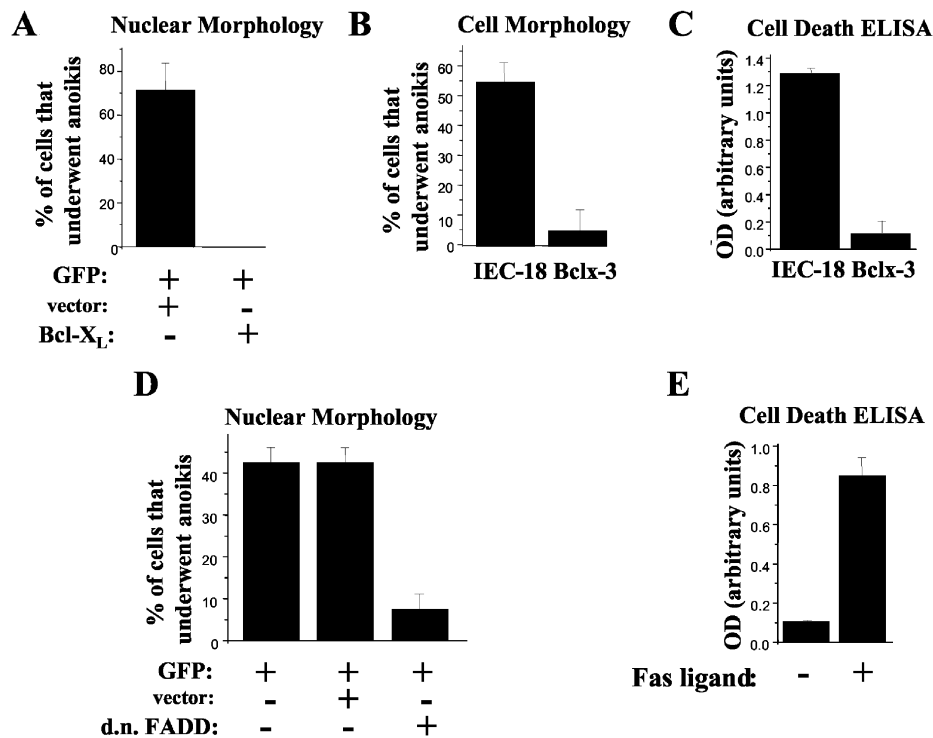 A
Nuclear Morphology
% of cells that
underwent anoikis
80
60
40
20
0
GFP: + +
vector: + -
Bcl-XL: - +
B
Cell Morphology
% of cells that
underwent anoikis
60
50
40
30
20
10
0
IEC-18 Bclx-3
C
Cell Death ELISA
OD (arbitrary units)
1.4
1.2
1.0
0.8
0.6
0.4
0.2
0.0
IEC-18 Bclx-3
D
Nuclear Morphology
% of cells that
underwent anoikis
40
30
20
10
0
GFP: + + +
vector: - +
d.n. FADD: - - +
E
Cell Death ELISA
OD (arbitrary units)
1.0
0.8
0.6
0.4
0.2
0.0
Fas ligand: - +